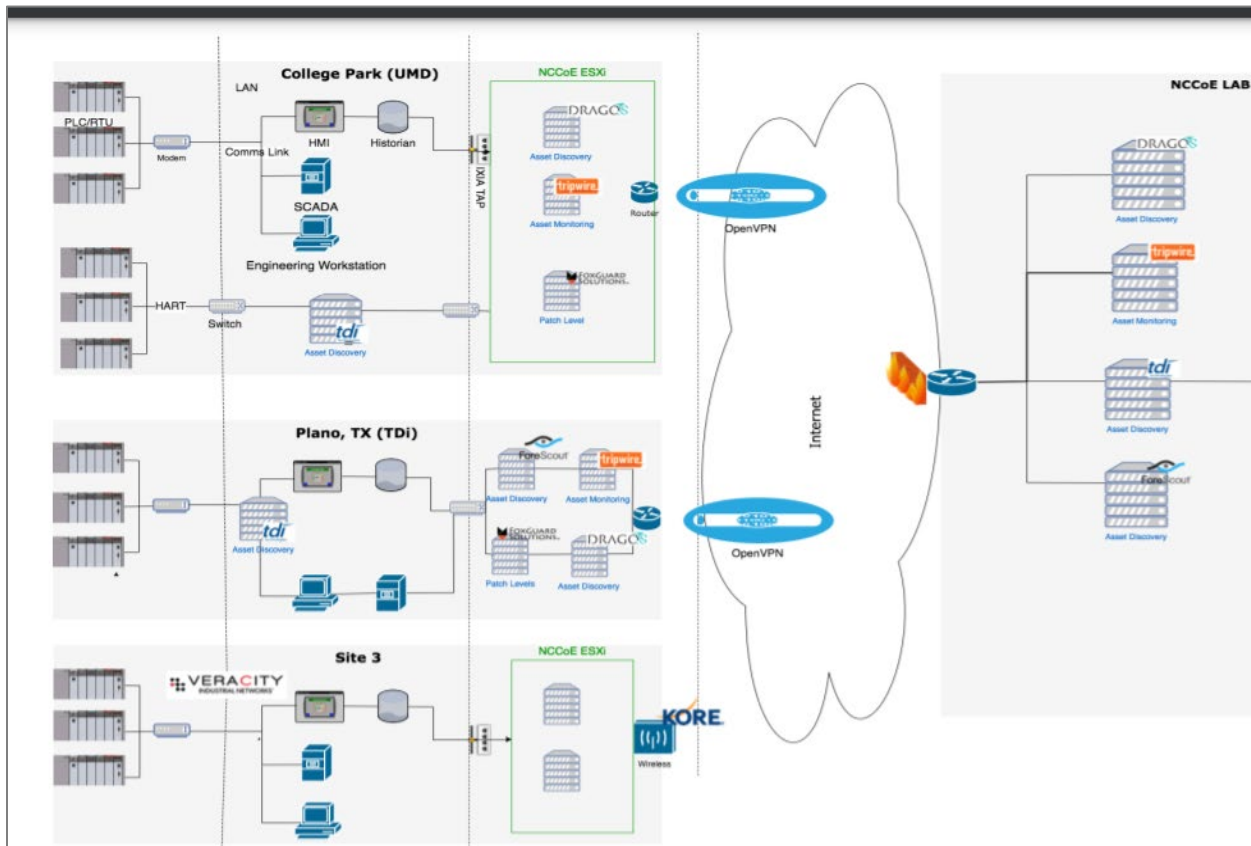 College Park (UMD)
NCCoE ESXi
NCCoE LAB
LAN
PLC/RTU
Modem
Comms Link
HMI
Historian
SCADA
Engineering Workstation
IXIA TAP
DRAGOS
Asset Discovery
tripwire
Asset Monitoring
Router
FOXGUARD
SOLUTIONS
Patch Level
HART
Switch
tdi
Asset Discovery
OpenVPN
Internet
DRAGOS
Asset Discovery
tripwire
Asset Monitoring
tdi
Asset Discovery
ForeScout
Asset Discovery
Plano, TX (TDi)
tdi
Asset Discovery
ForeScout
Asset Discovery
tripwire
Asset Monitoring
FOXGUARD
SOLUTIONS
Patch Levels
DRAGOS
Asset Discovery
OpenVPN
Site 3
NCCoE ESXi
VERACITY
INDUSTRIAL NETWORKS
KORE
Wireless